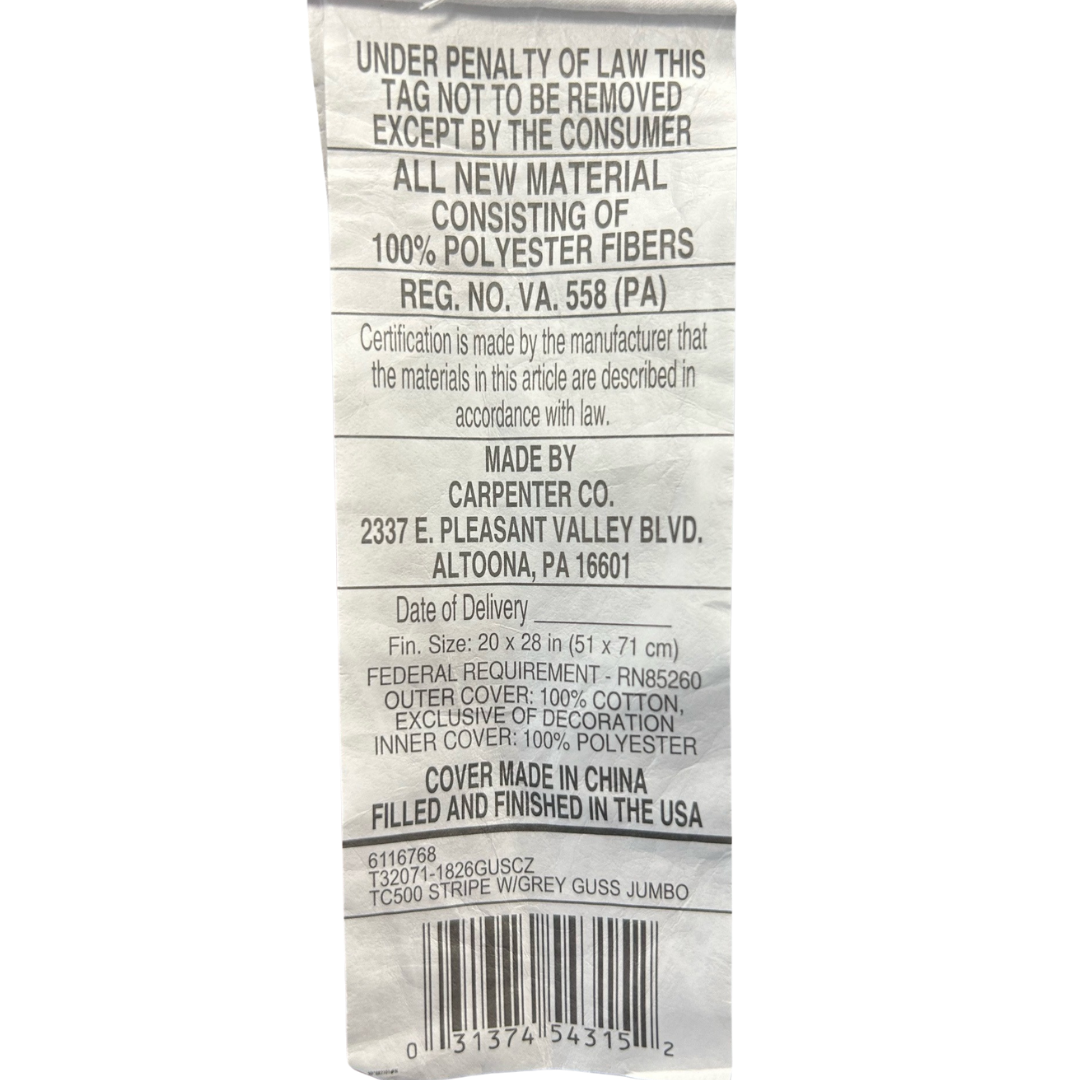 UNDER PENALTY OF LAW THIS
TAG NOT TO BE REMOVED
EXCEPT BY THE CONSUMER
ALL NEW MATERIAL
CONSISTING OF
100% POLYESTER FIBERS
REG. NO. VA. 558 (PA)
Certification is made by the manufacturer that
the materials in this article are described in
accordance with law.
MADE BY
CARPENTER CO.
2337 E. PLEASANT VALLEY BLVD.
ALTOONA, PA 16601
Date of Delivery
Fin. Size: 20 x 28 in (51 x 71 cm)
FEDERAL REQUIREMENT - RN85260
OUTER COVER: 100% COTTON,
EXCLUSIVE OF DECORATION
INNER COVER: 100% POLYESTER
COVER MADE IN CHINA
FILLED AND FINISHED IN THE USA
6116768
T32071-1826GUSCZ
TC500 STRIPE W/GREY GUSS JUMBO
0 31374 54315 2